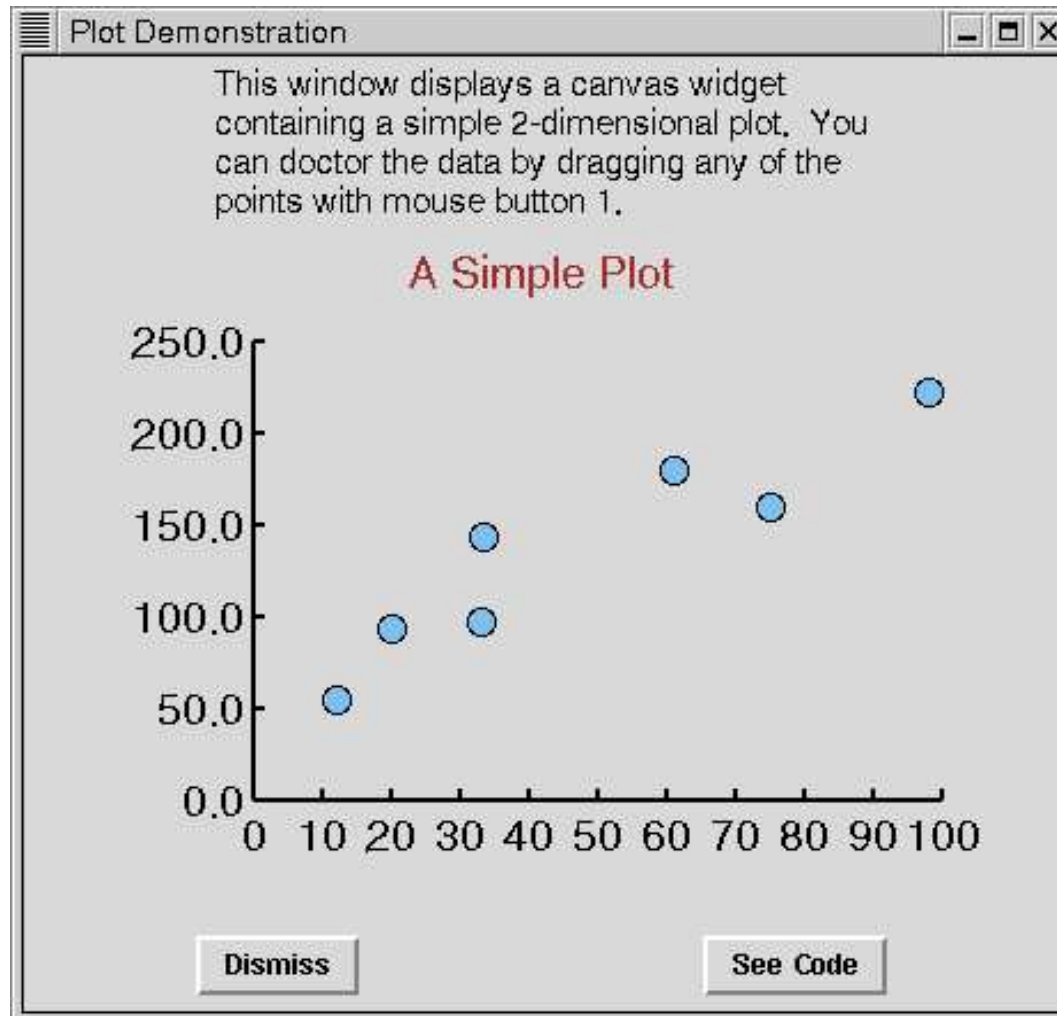 Plot Demonstration
This window displays a canvas widget
containing a simple 2-dimensional plot. You
can doctor the data by dragging any of the
points with mouse button 1.
A Simple Plot
250.0
200.0
150.0
100.0
50.0
0.0
0 10 20 30 40 50 60 70 80 90 100
Dismiss See Code